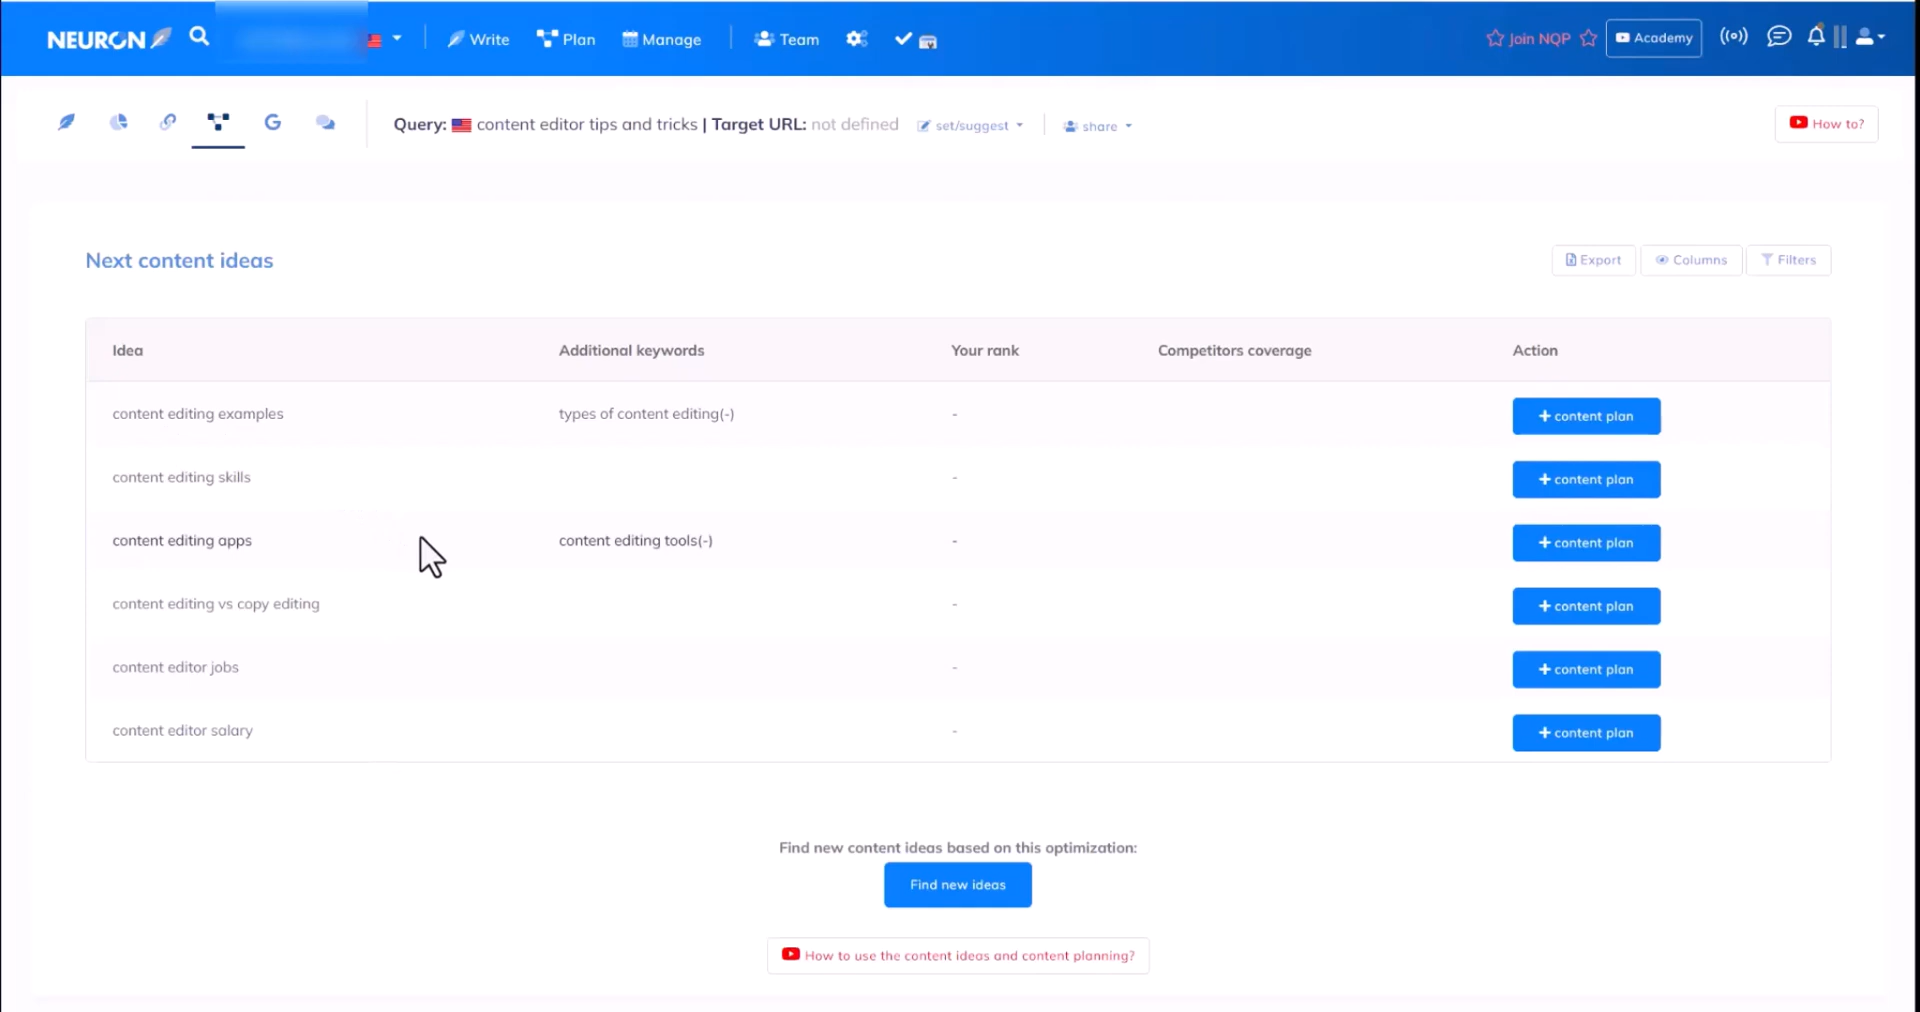 NEURON Write Plan Manage Team Join NQP Academy
Query: content editor tips and tricks | Target URL: not defined set/suggest share How to?
Next content ideas Export Columns Filters
Idea Additional keywords Your rank Competitors coverage Action
content editing examples types of content editing(-) - + content plan
content editing skills - + content plan
content editing apps content editing tools(-) - + content plan
content editing vs copy editing - + content plan
content editor jobs - + content plan
content editor salary - + content plan
Find new content ideas based on this optimization:
Find new ideas
How to use the content ideas and content planning?